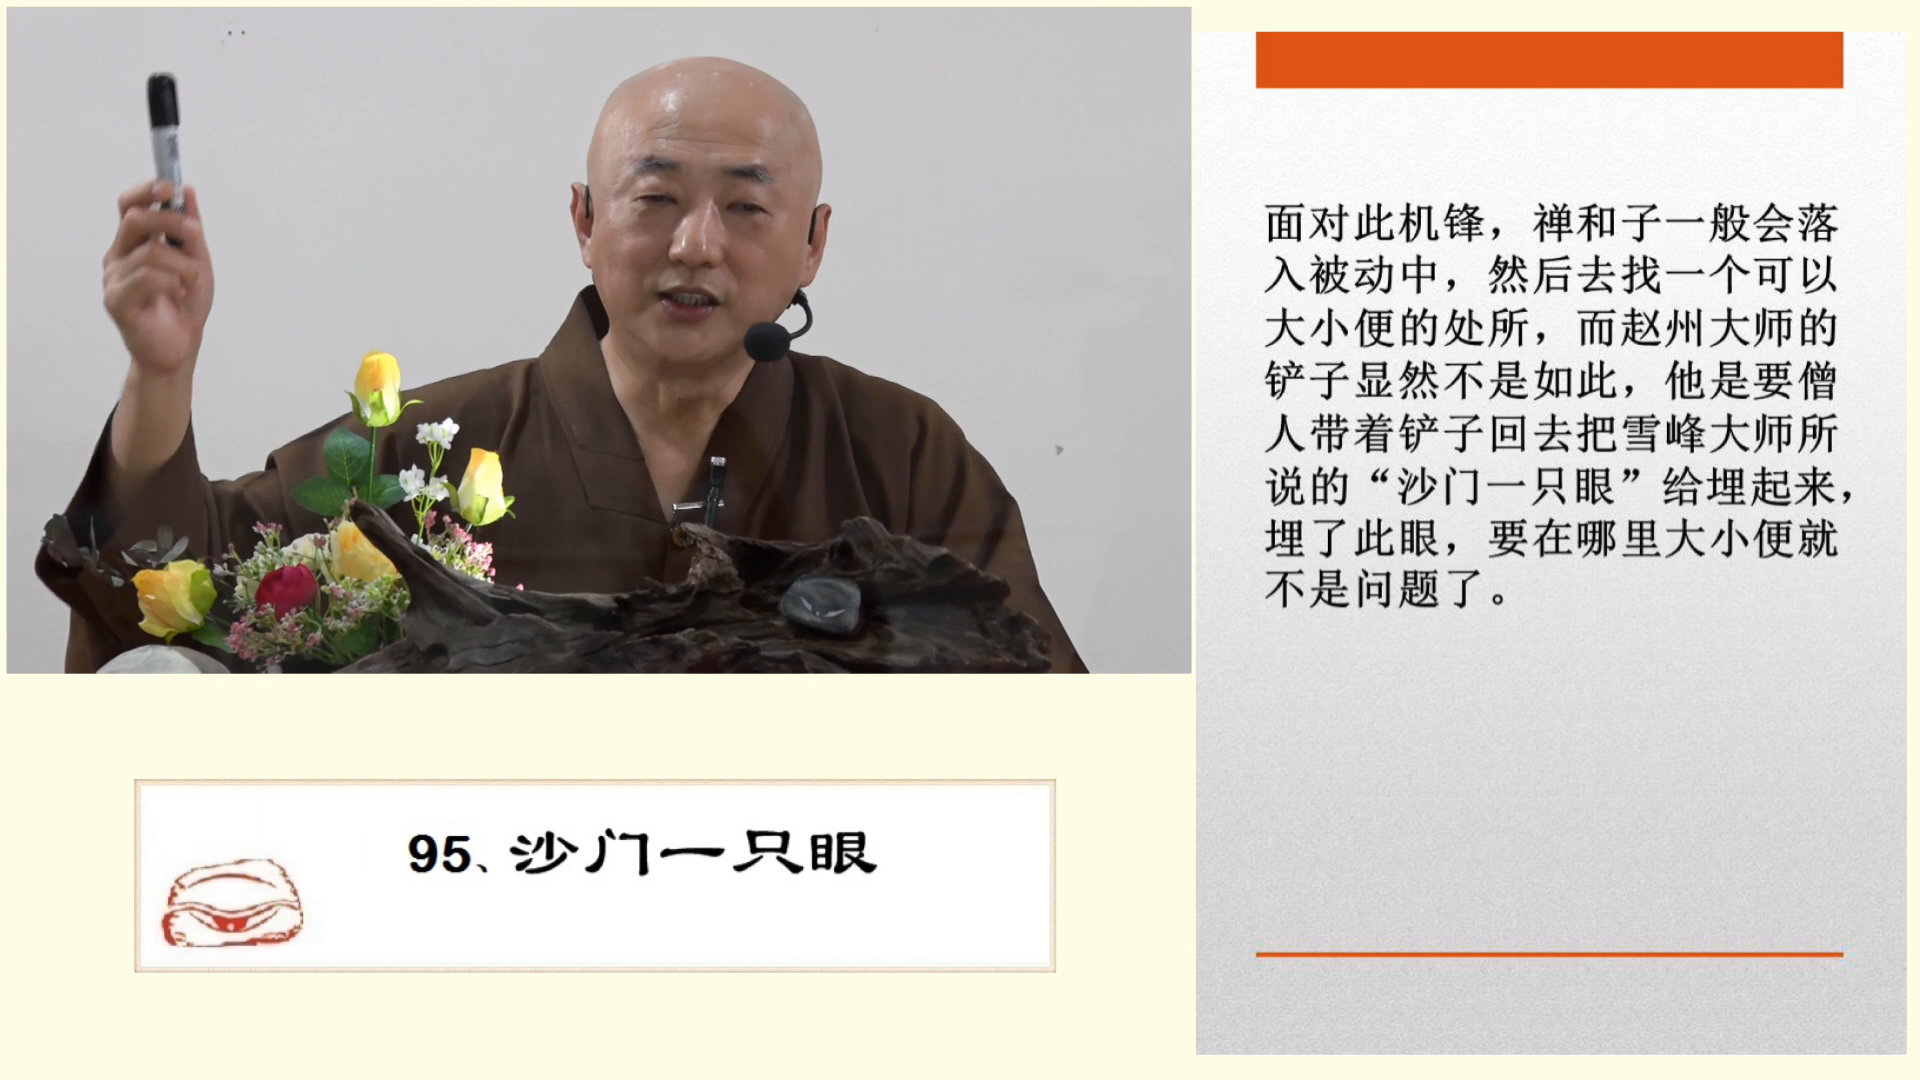 面对此机锋，禅和子一般会落
入被动中，然后去找一个可以
大小便的处所，而赵州大师的
铲子显然不是如此，他是要僧
人带着铲子回去把雪峰大师所
说的“沙门一只眼”给埋起来，
埋了此眼，要在哪里大小便就
不是问题了。
95、沙门一只眼